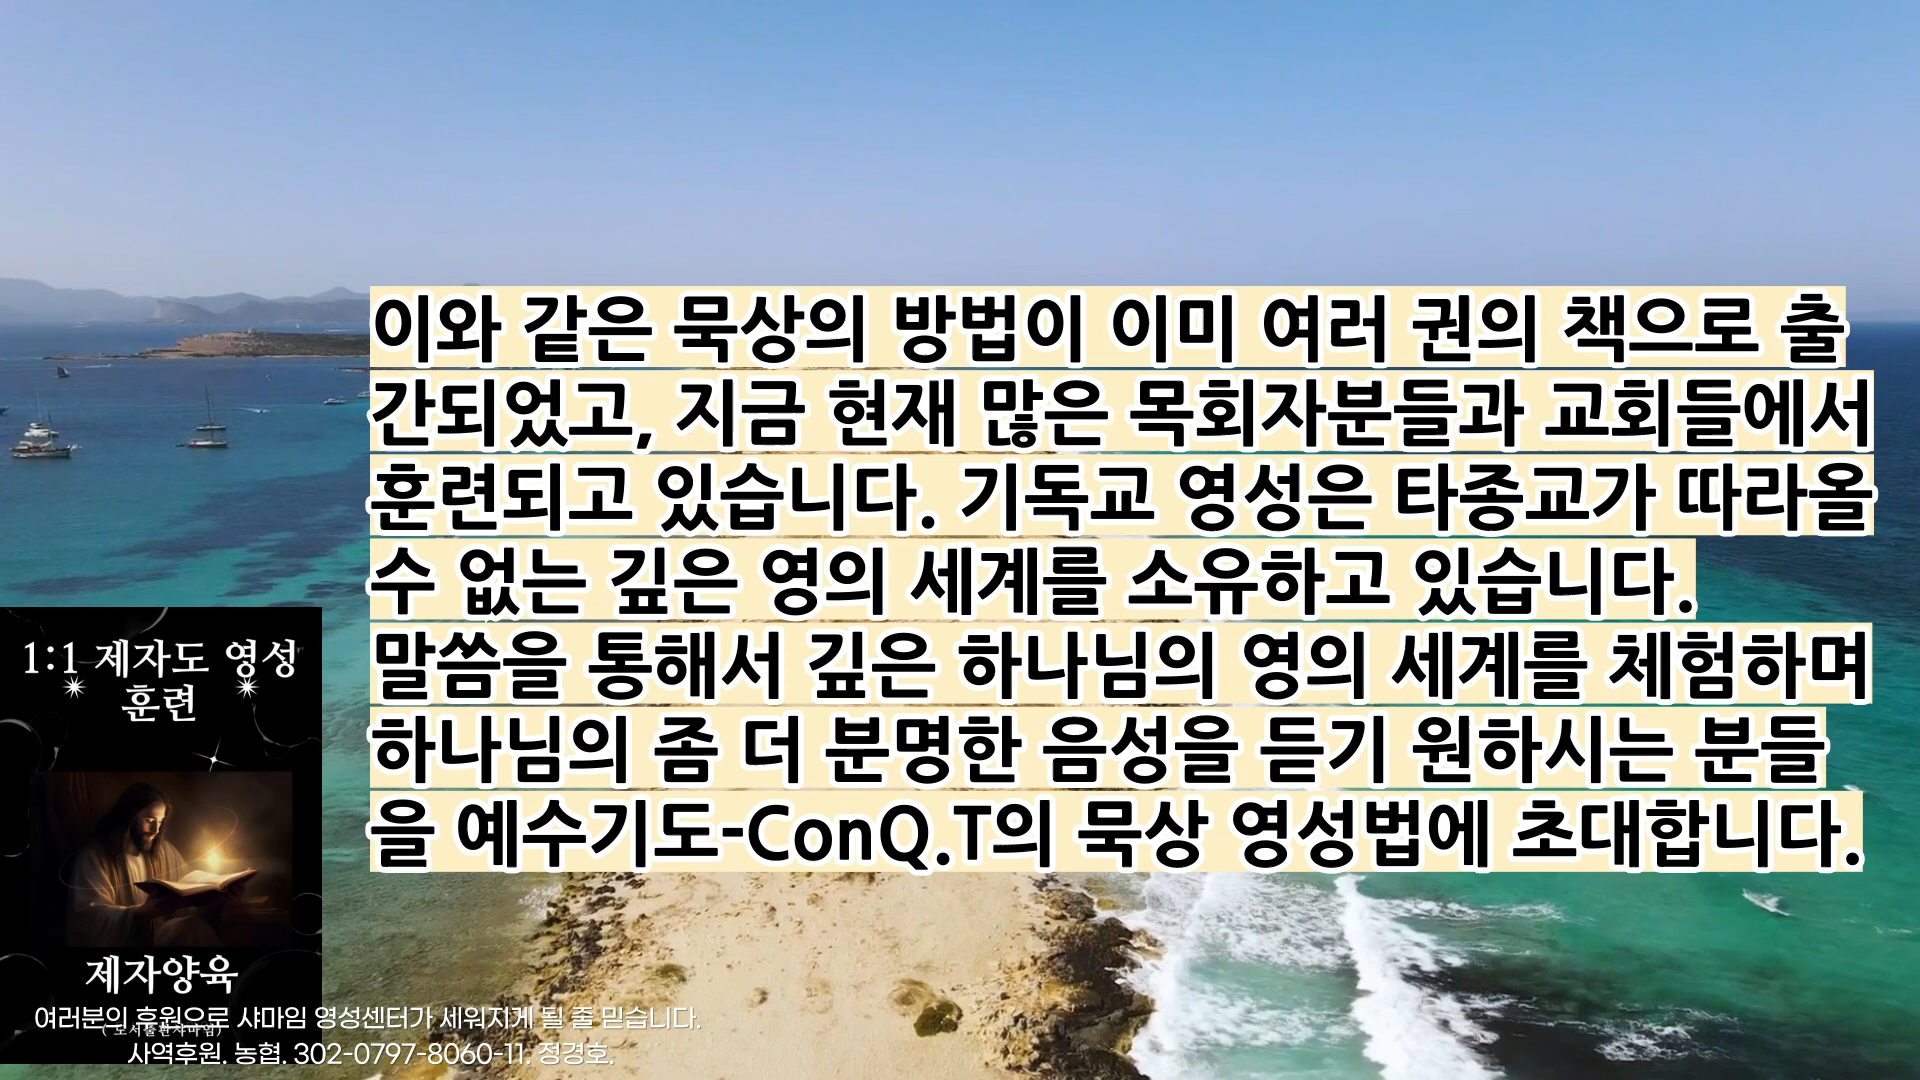 이와 같은 묵상의 방법이 이미 여러 권의 책으로 출
간되었고, 지금 현재 많은 목회자분들과 교회들에서
훈련되고 있습니다. 기독교 영성은 타종교가 따라올
수 없는 깊은 영의 세계를 소유하고 있습니다.
말씀을 통해서 깊은 하나님의 영의 세계를 체험하며
하나님의 좀 더 분명한 음성을 듣기 원하시는 분들
을 예수기도-ConQ.T의 묵상 영성법에 초대합니다.
1:1 제자도 영성
훈련
제자양육
여러분의 후원으로 샤마임 영성센터가 세워지게 될 줄 믿습니다.
(도서출판샤마임)
사역후원. 농협. 302-0797-8060-11. 정경호.